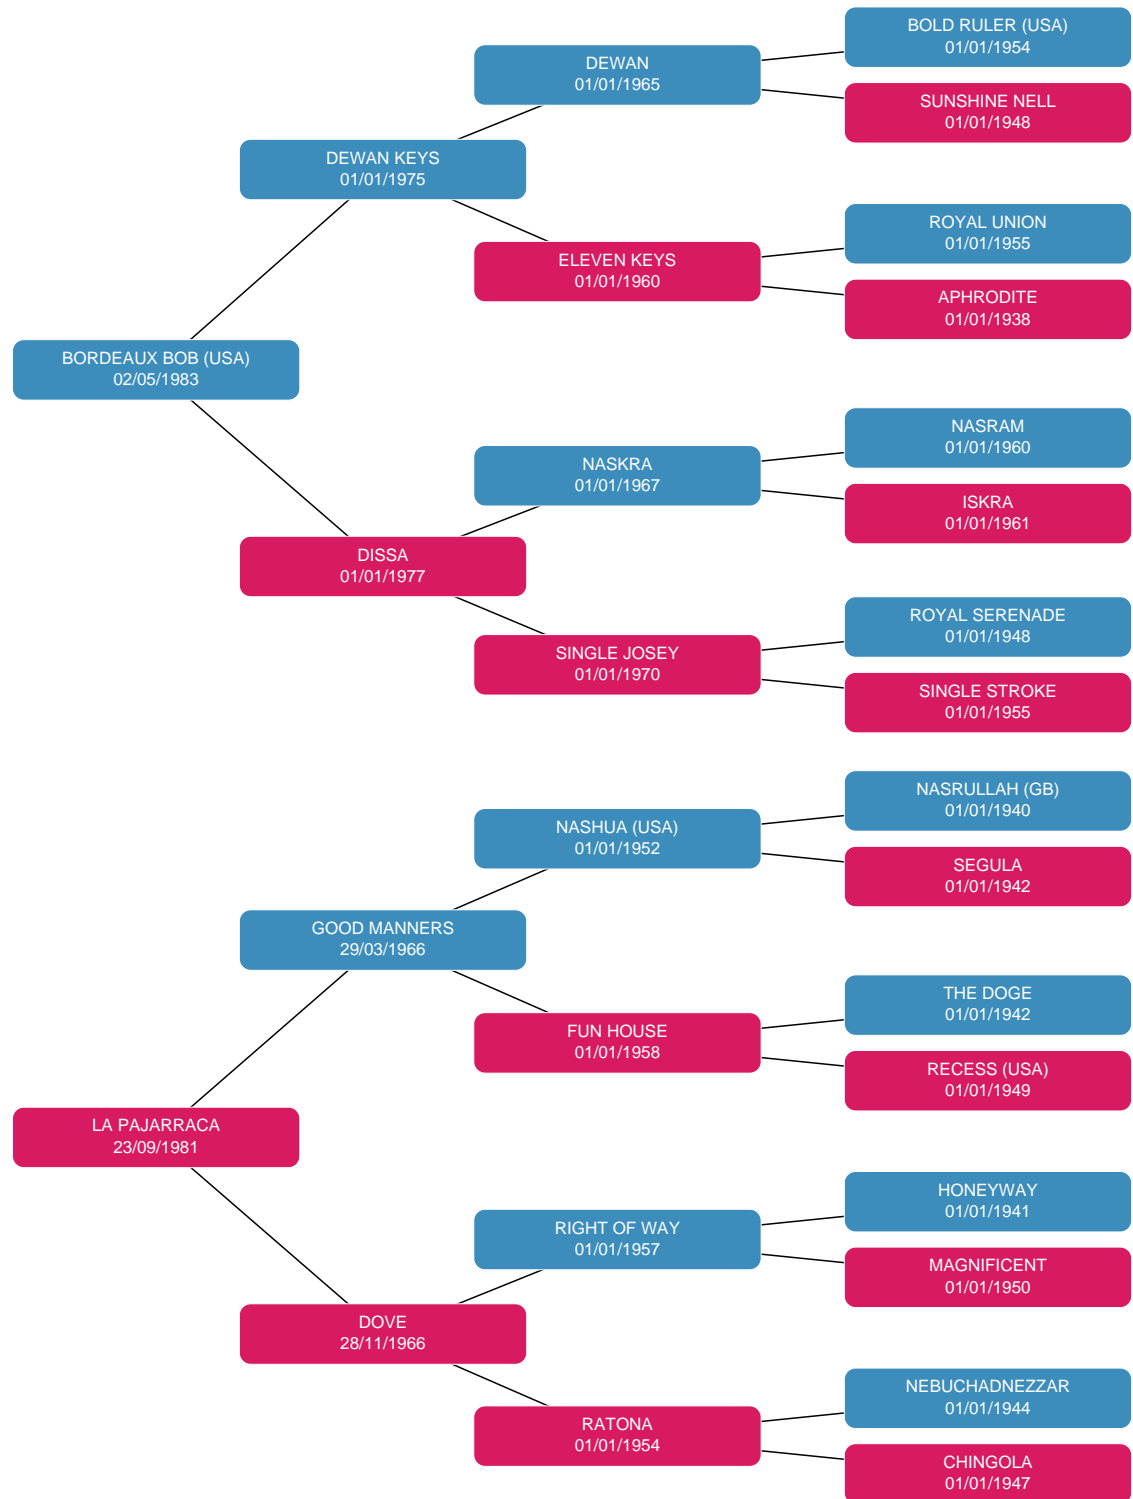 BOLD RULER (USA)
01/01/1954
DEWAN
01/01/1965
SUNSHINE NELL
01/01/1948
DEWAN KEYS
01/01/1975
ROYAL UNION
01/01/1955
ELEVEN KEYS
01/01/1960
APHRODITE
01/01/1938
BORDEAUX BOB (USA)
02/05/1983
NASRAM
01/01/1960
NASKRA
01/01/1967
ISKRA
01/01/1961
DISSA
01/01/1977
ROYAL SERENADE
01/01/1948
SINGLE JOSEY
01/01/1970
SINGLE STROKE
01/01/1955
NASRULLAH (GB)
01/01/1940
NASHUA (USA)
01/01/1952
SEGULA
01/01/1942
GOOD MANNERS
29/03/1966
THE DOGE
01/01/1942
FUN HOUSE
01/01/1958
RECESS (USA)
01/01/1949
LA PAJARRACA
23/09/1981
HONEYWAY
01/01/1941
RIGHT OF WAY
01/01/1957
MAGNIFICENT
01/01/1950
DOVE
28/11/1966
NEBUCHADNEZZAR
01/01/1944
RATONA
01/01/1954
CHINGOLA
01/01/1947